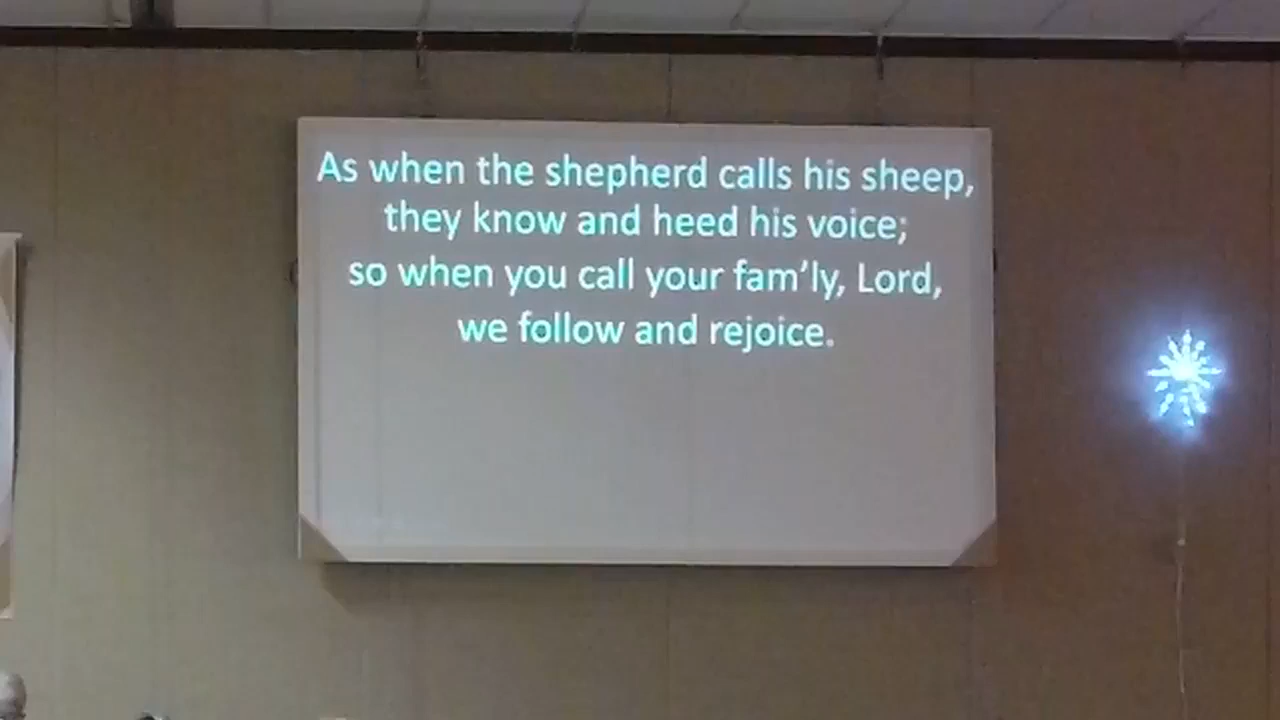 As when the shepherd calls his sheep,
they know and heed his voice;
so when you call your fam’ly, Lord,
we follow and rejoice.